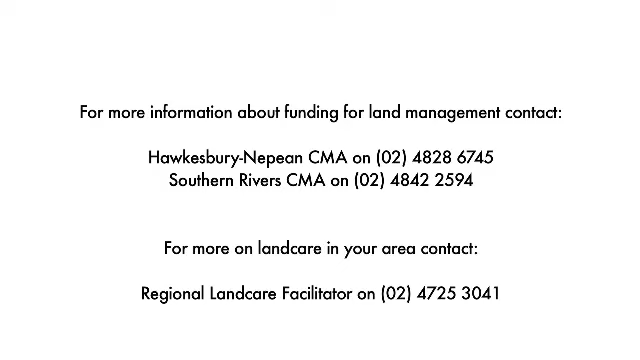 For more information about funding for land management contact:
Hawkesbury-Nepean CMA on (02) 4828 6745
Southern Rivers CMA on (02) 4842 2594
For more on landcare in your area contact:
Regional Landcare Facilitator on (02) 4725 3041